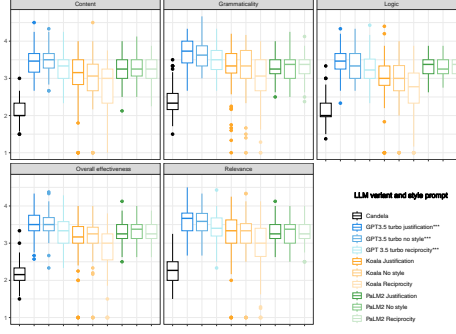 Content
Grammaticality
Logic
4
3
2
1
Overall effectiveness
Relevance
4
3
2
1
LLM variant and style prompt
Candela
GPT3.5 turbo justification***
GPT3.5 turbo no style***
GPT 3.5 turbo reciprocity***
Koala Justification
Koala No style
Koala Reciprocity
PaLM2 Justification
PaLM2 No style
PaLM2 Reciprocity